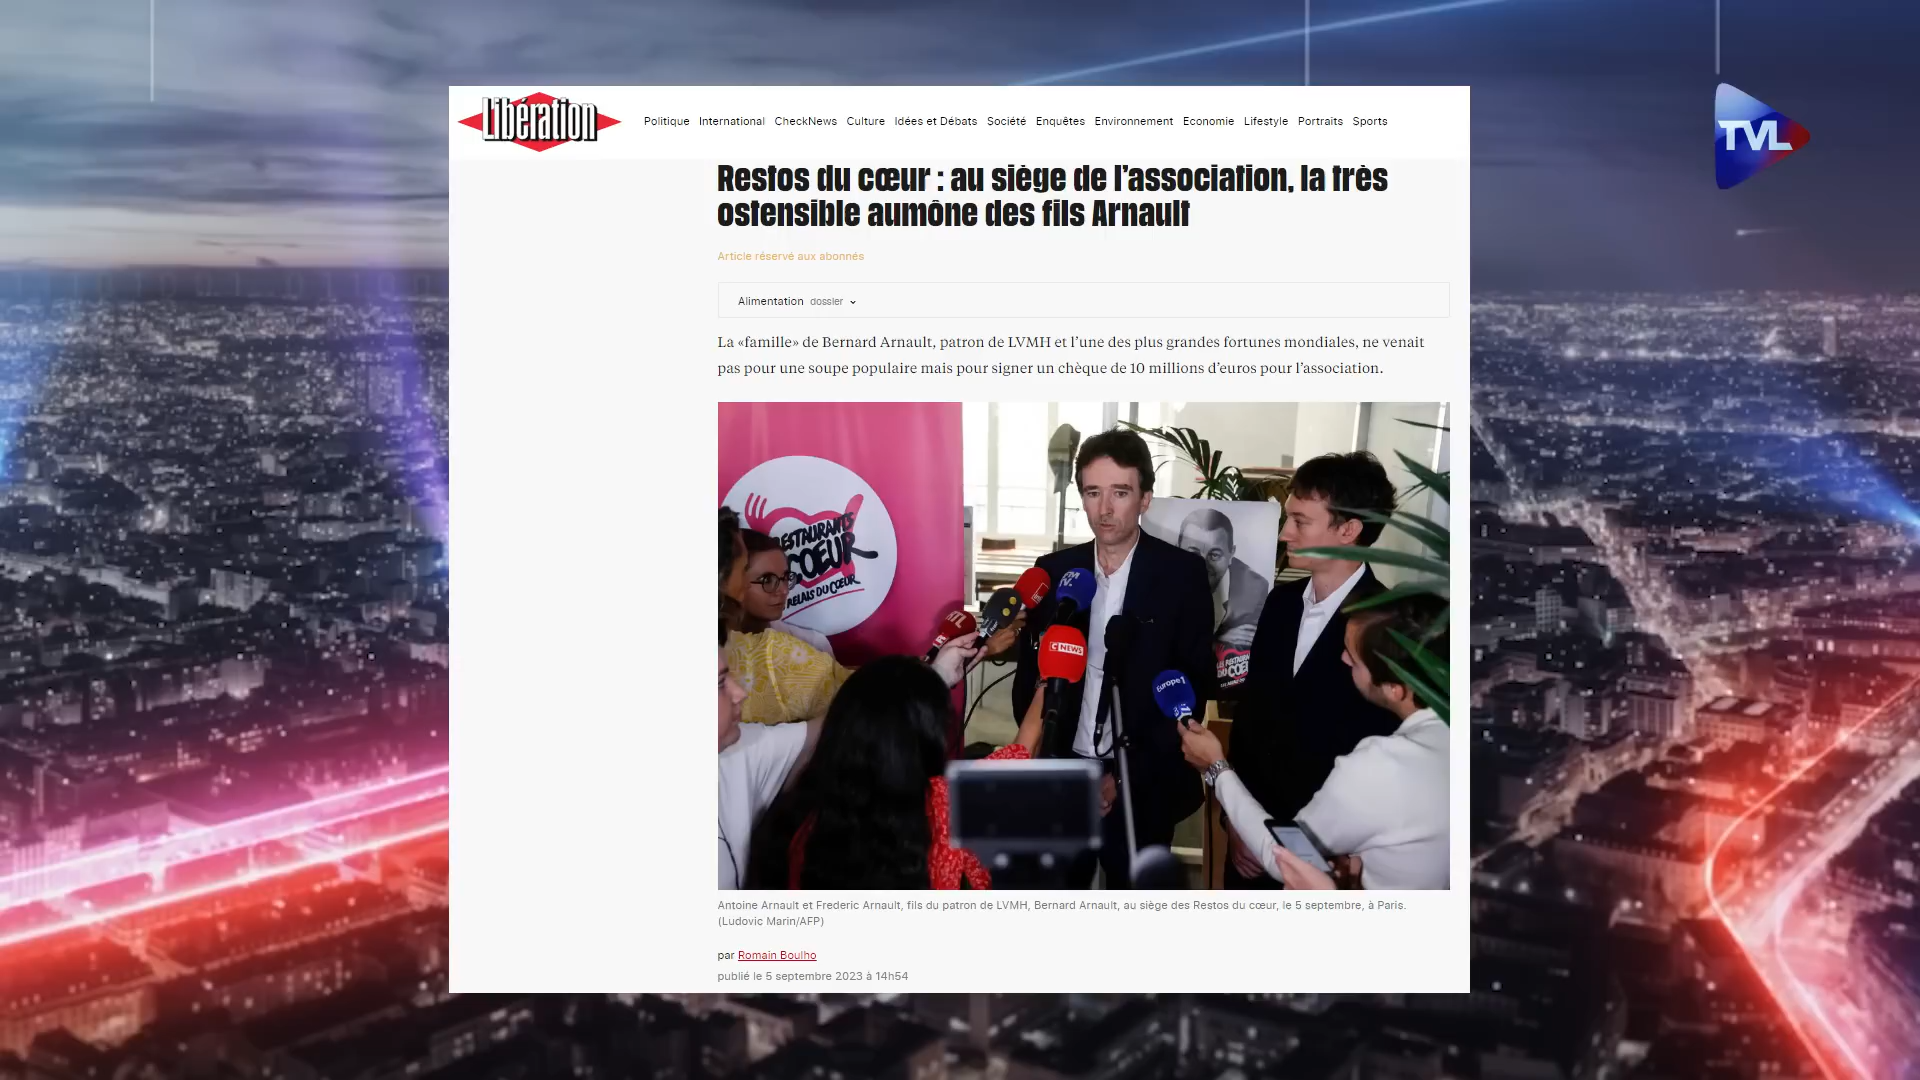 Libération
Politique International CheckNews Culture Idées et Débats Société Enquêtes Environnement Economie Lifestyle Portraits Sports
TVL
Restos du cœur : au siège de l'association, la très
ostensible aumône des fils Arnault
Article réservé aux abonnés
Alimentation dossier
La «famille» de Bernard Arnault, patron de LVMH et l'une des plus grandes fortunes mondiales, ne venait
pas pour une soupe populaire mais pour signer un chèque de 10 millions d'euros pour l'association.
RESTAURANTS
COEUR
RELAIS DU CŒUR
RTL
CNEWS
Europe 1
DU COEUR
Antoine Arnault et Frederic Arnault, fils du patron de LVMH, Bernard Arnault, au siège des Restos du cœur, le 5 septembre, à Paris.
(Ludovic Marin/AFP)
par Romain Boulho
publié le 5 septembre 2023 à 14h54